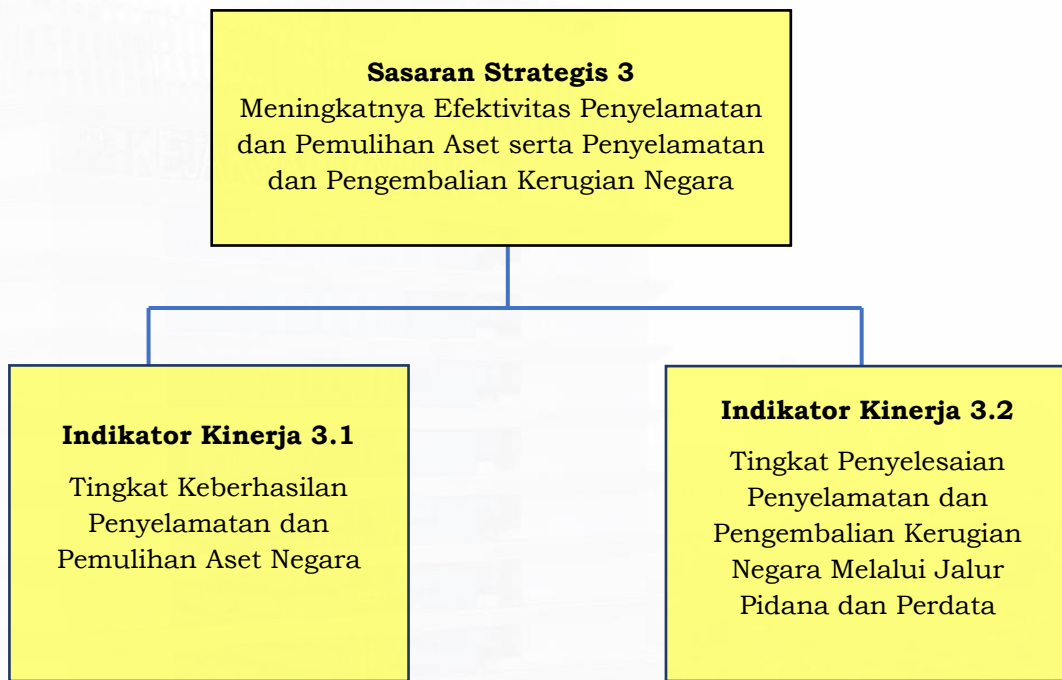 Sasaran Strategis 3
Meningkatnya Efektivitas Penyelamatan
dan Pemulihan Aset serta Penyelamatan
dan Pengembalian Kerugian Negara
Indikator Kinerja 3.1
Tingkat Keberhasilan
Penyelamatan dan
Pemulihan Aset Negara
Indikator Kinerja 3.2
Tingkat Penyelesaian
Penyelamatan dan
Pengembalian Kerugian
Negara Melalui Jalur
Pidana dan Perdata